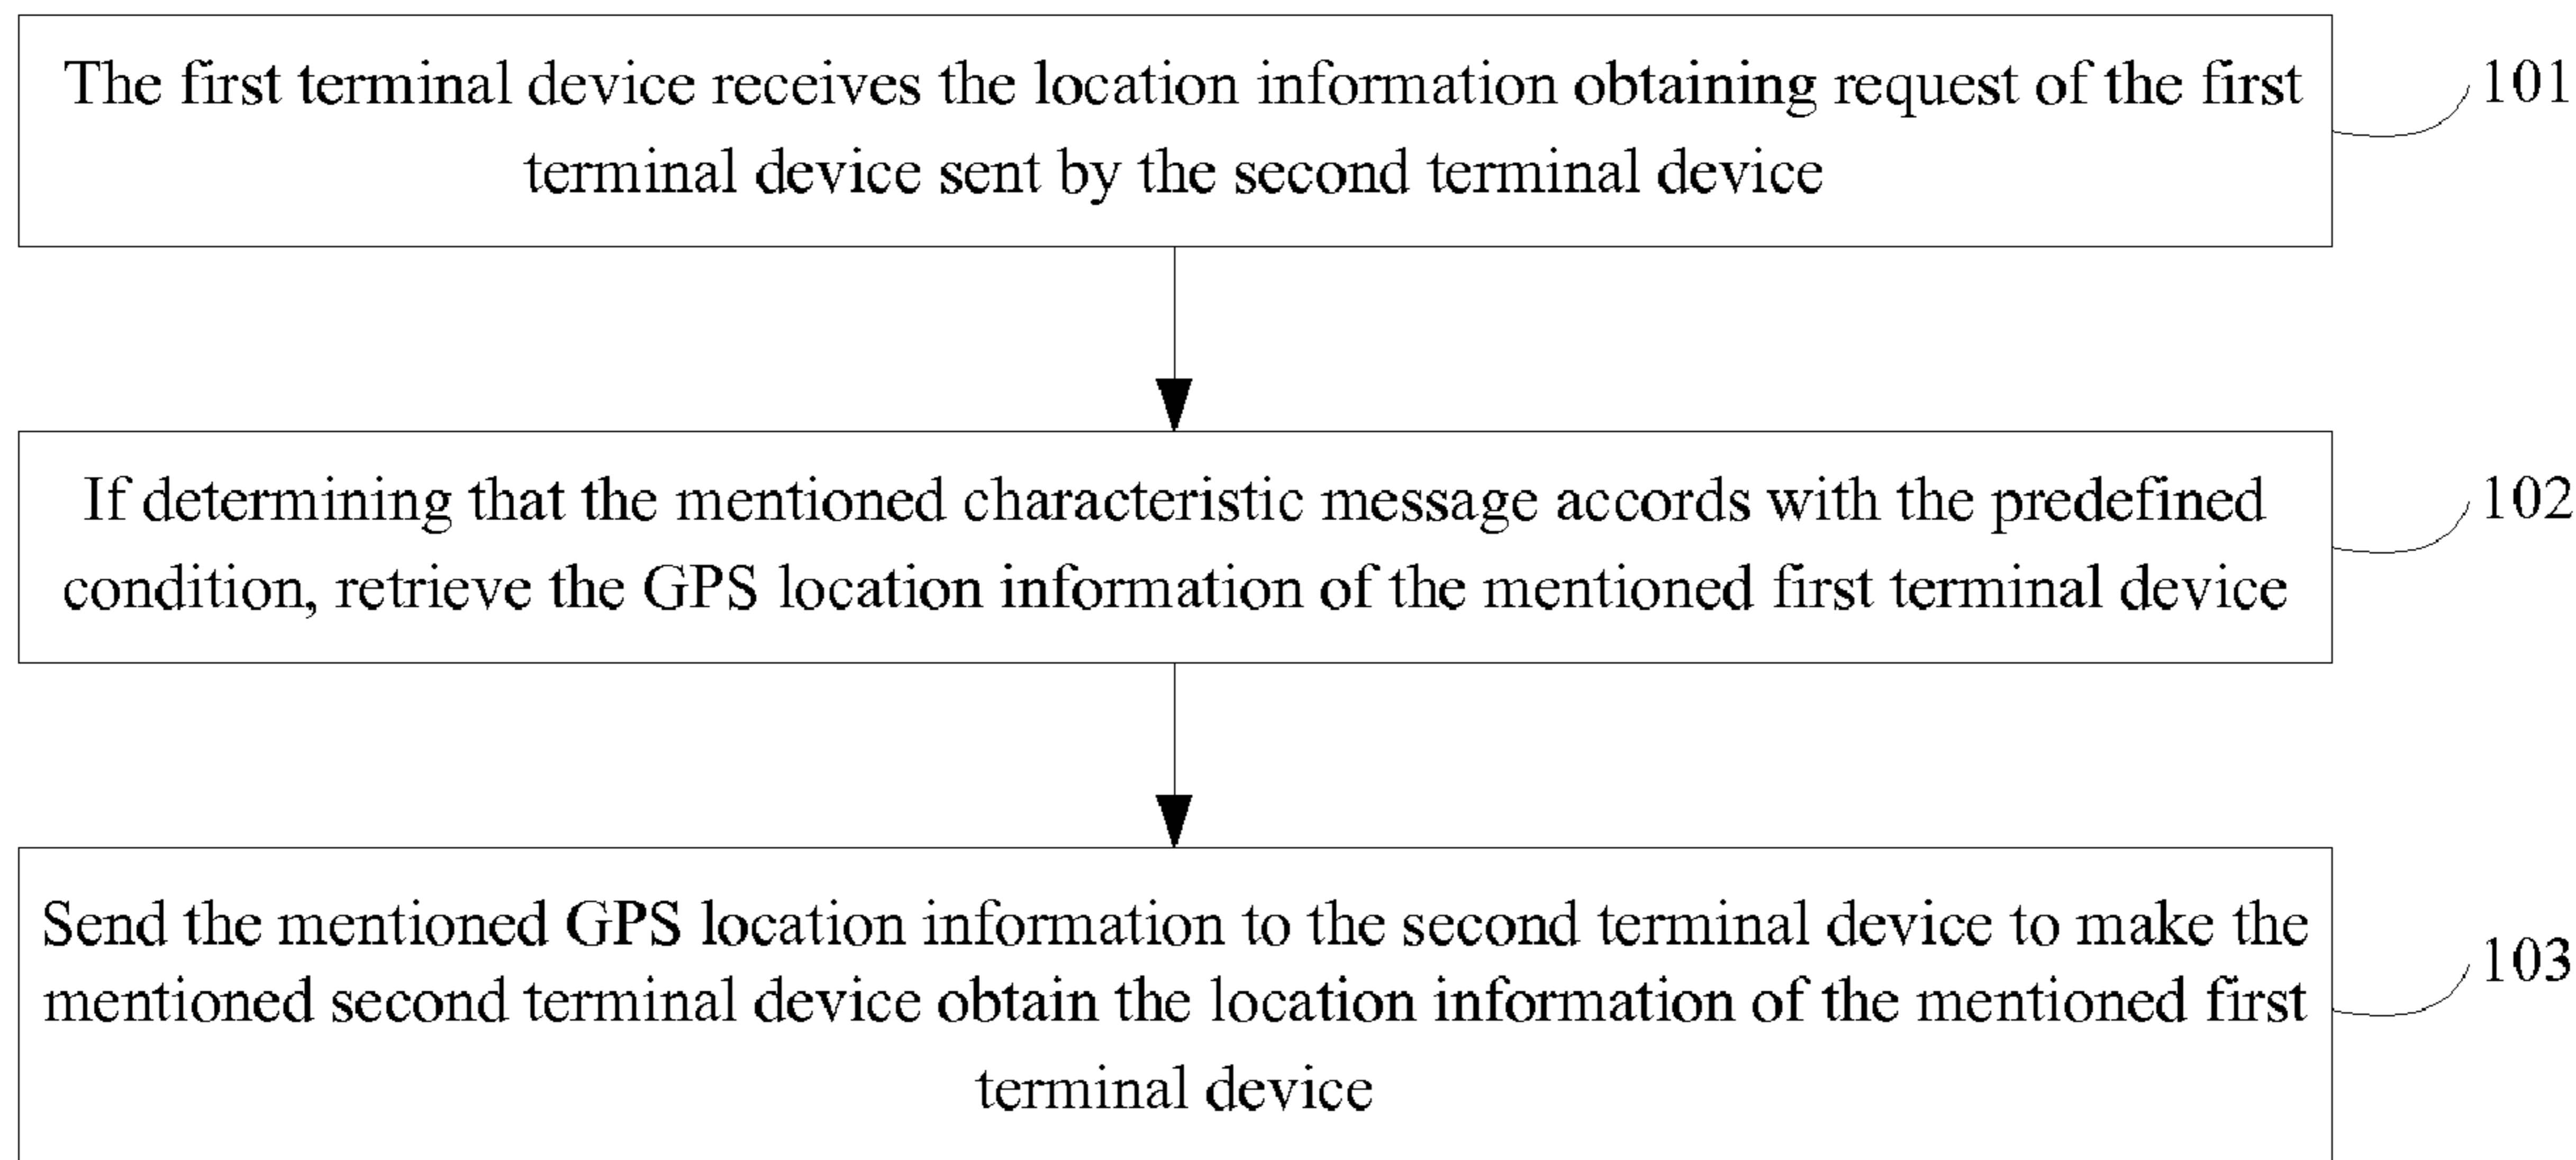 The first terminal device receives the location information obtaining request of the first
terminal device sent by the second terminal device
101
If determining that the mentioned characteristic message accords with the predefined
condition, retrieve the GPS location information of the mentioned first terminal device
102
Send the mentioned GPS location information to the second terminal device to make the
mentioned second terminal device obtain the location information of the mentioned first
terminal device
103